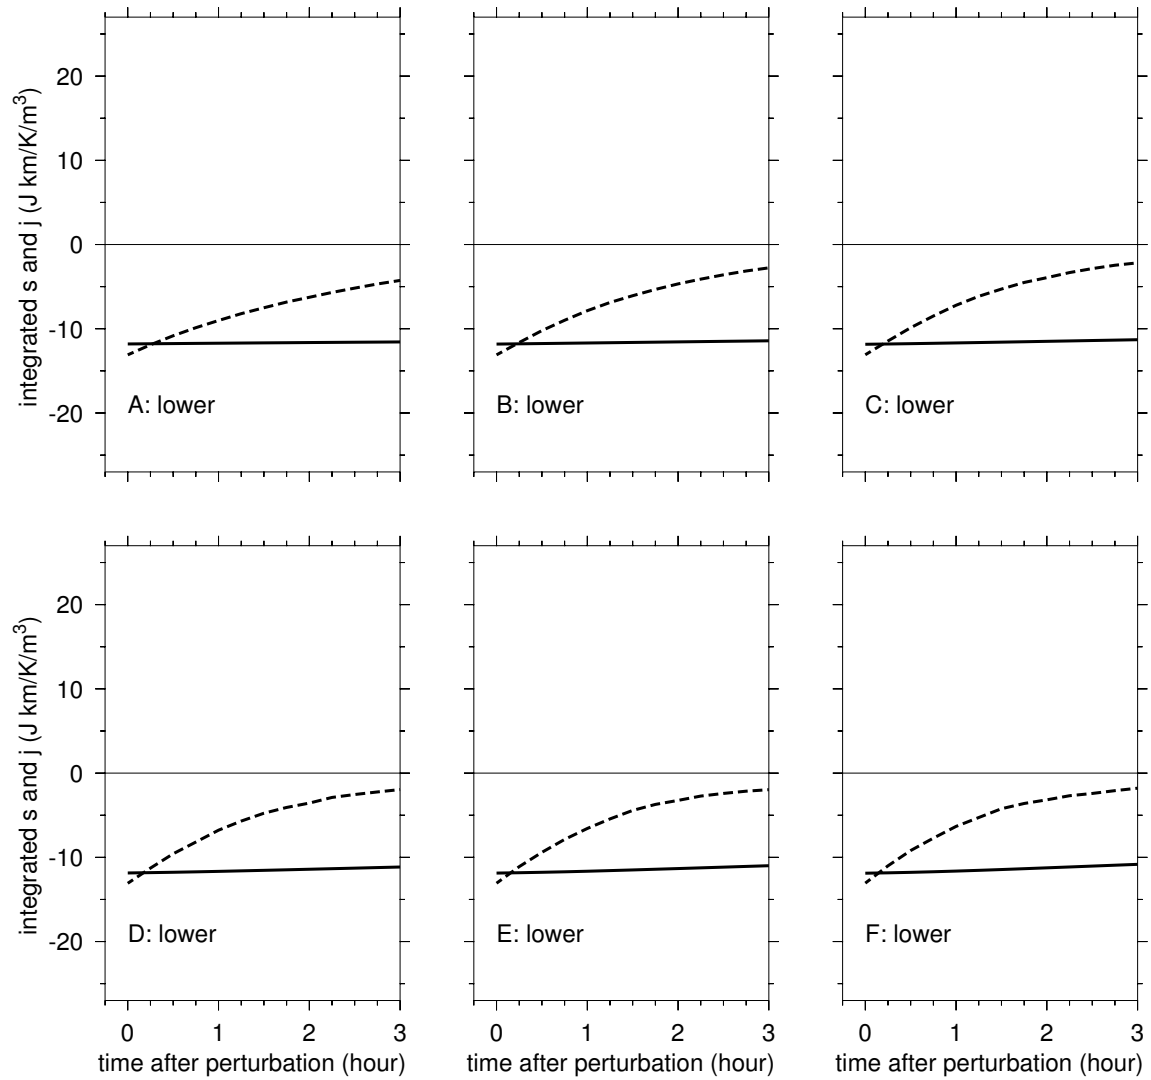 integrated s and j (J km/K/m³)
20
10
0
-10
-20
A: lower
B: lower
C: lower
integrated s and j (J km/K/m³)
20
10
0
-10
-20
D: lower
E: lower
F: lower
0 1 2 3
0 1 2 3
0 1 2 3
time after perturbation (hour)
time after perturbation (hour)
time after perturbation (hour)